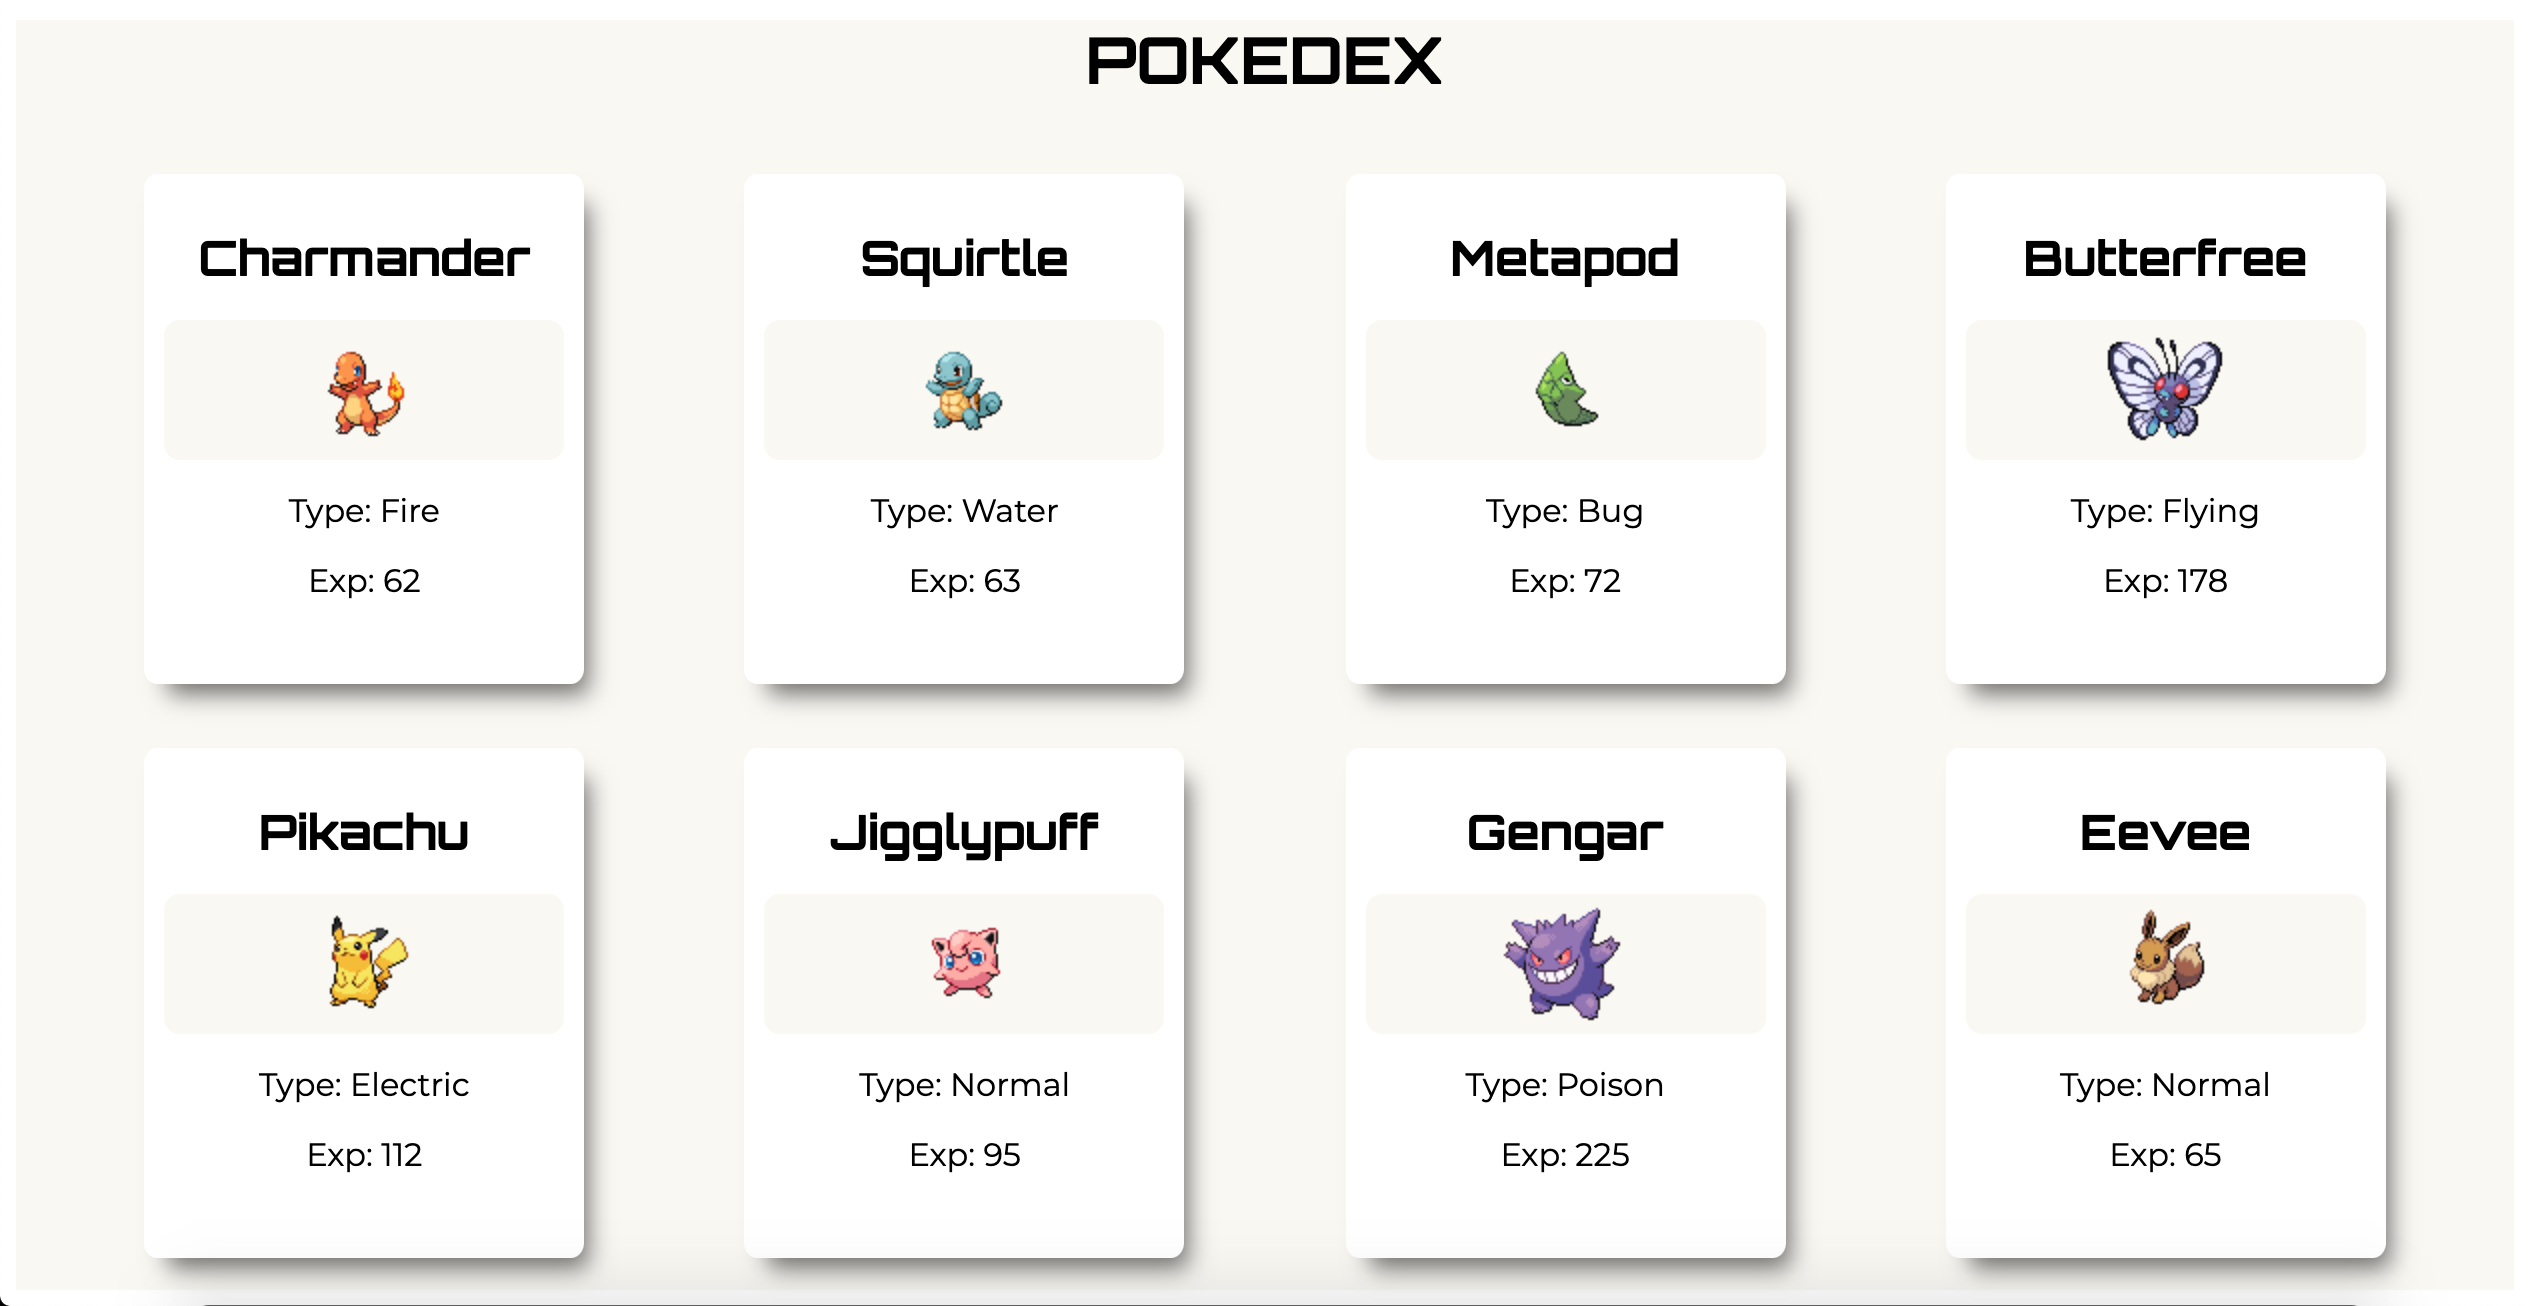 POKEDEX
Charmander
Type: Fire
Exp: 62
Squirtle
Type: Water
Exp: 63
Metapod
Type: Bug
Exp: 72
Butterfree
Type: Flying
Exp: 178
Pikachu
Type: Electric
Exp: 112
Jigglypuff
Type: Normal
Exp: 95
Gengar
Type: Poison
Exp: 225
Eevee
Type: Normal
Exp: 65